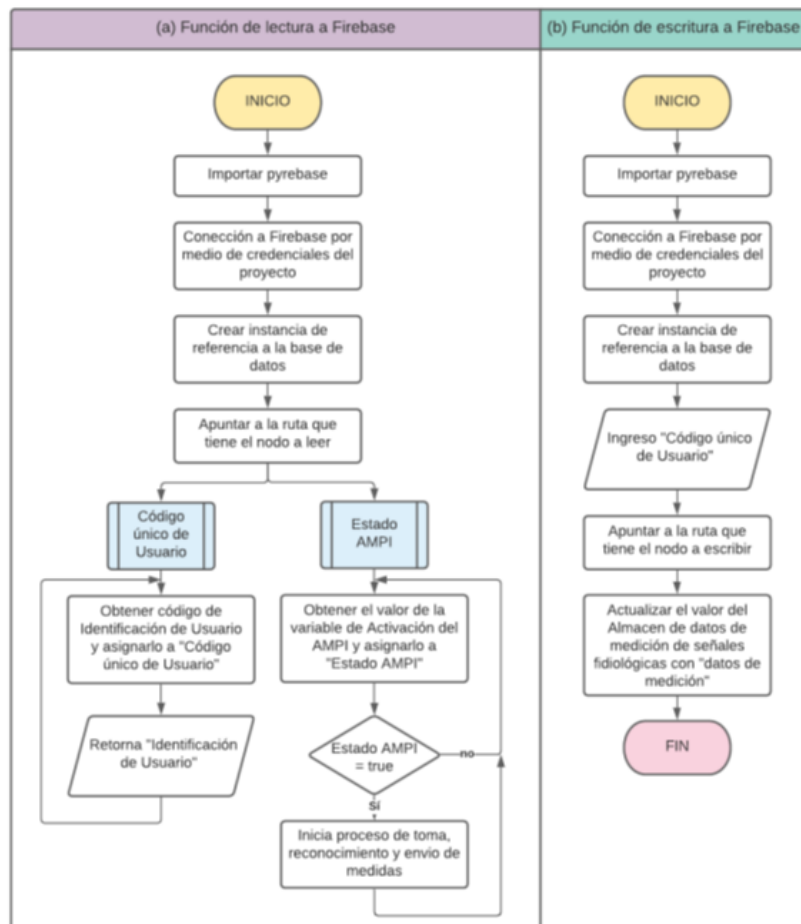 (a) Función de lectura a Firebase
INICIO
Importar pyrebase
Conección a Firebase por
medio de credenciales del
proyecto
Crear instancia de
referencia a la base de
datos
Apuntar a la ruta que
tiene el nodo a leer
Código
único de
Usuario
Obtener código de
Identificación de Usuario
y asignarlo a "Código
único de Usuario"
Retorna "Identificación
de Usuario"
Estado
AMPI
Obtener el valor de la
variable de Activación del
AMPI y asignarlo a
"Estado AMPI"
Estado AMPI
= true
no
Sí
Inicia proceso de toma,
reconocimiento y envio de
medidas
(b) Función de escritura a Firebase
INICIO
Importar pyrebase
Conección a Firebase por
medio de credenciales del
proyecto
Crear instancia de
referencia a la base de
datos
Ingreso "Código único
de Usuario"
Apuntar a la ruta que
tiene el nodo a escribir
Actualizar el valor del
Almacen de datos de
medición de señales
fidiológicas con "datos de
medición"
FIN